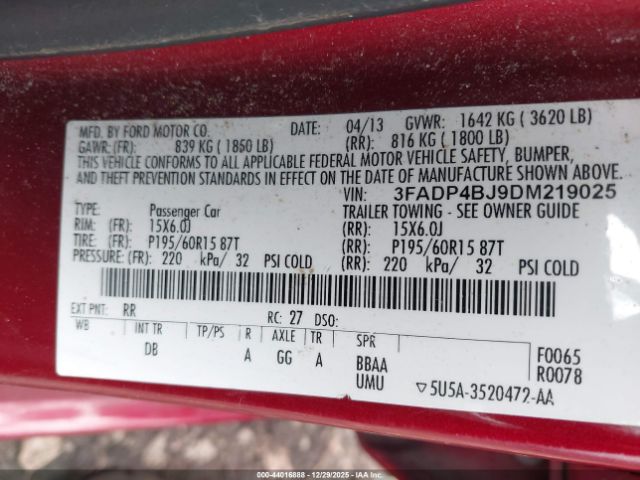 MFD. BY FORD MOTOR CO. DATE: 04/13 GVWR: 1642 KG ( 3620 LB)
GAWR: (FR): 839 KG ( 1850 LB) (RR): 816 KG ( 1800 LB)
THIS VEHICLE CONFORMS TO ALL APPLICABLE FEDERAL MOTOR VEHICLE SAFETY, BUMPER,
AND THEFT PREVENTION STANDARDS IN EFFECT ON THE DATE OF MANUFACTURE SHOWN ABOVE.
VIN: 3FADP4BJ9DM219025
TYPE: Passenger Car TRAILER TOWING - SEE OWNER GUIDE
RIM: (FR): 15X6.0J (RR): 15X6.0J
TIRE: (FR): P195/60R15 87T (RR): P195/60R15 87T
PRESSURE: (FR): 220 kPa/ 32 PSI COLD (RR): 220 kPa/ 32 PSI COLD
EXT PNT: RR RC: 27 DSO:
WB INT TR TP/PS R AXLE TR SPR
DB A GG A BBAA F0065
UMU R0078
▽5U5A-3520472-AA
000-44016888 - 12/29/2025 - IAAI.COM